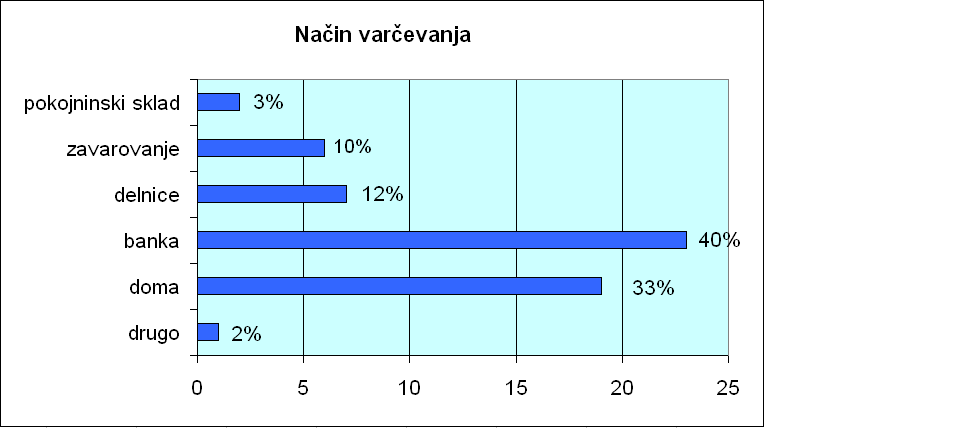 Način varčevanja
pokojninski sklad 3%
zavarovanje 10%
delnice 12%
banka 40%
doma 33%
drugo 2%
0 5 10 15 20 25